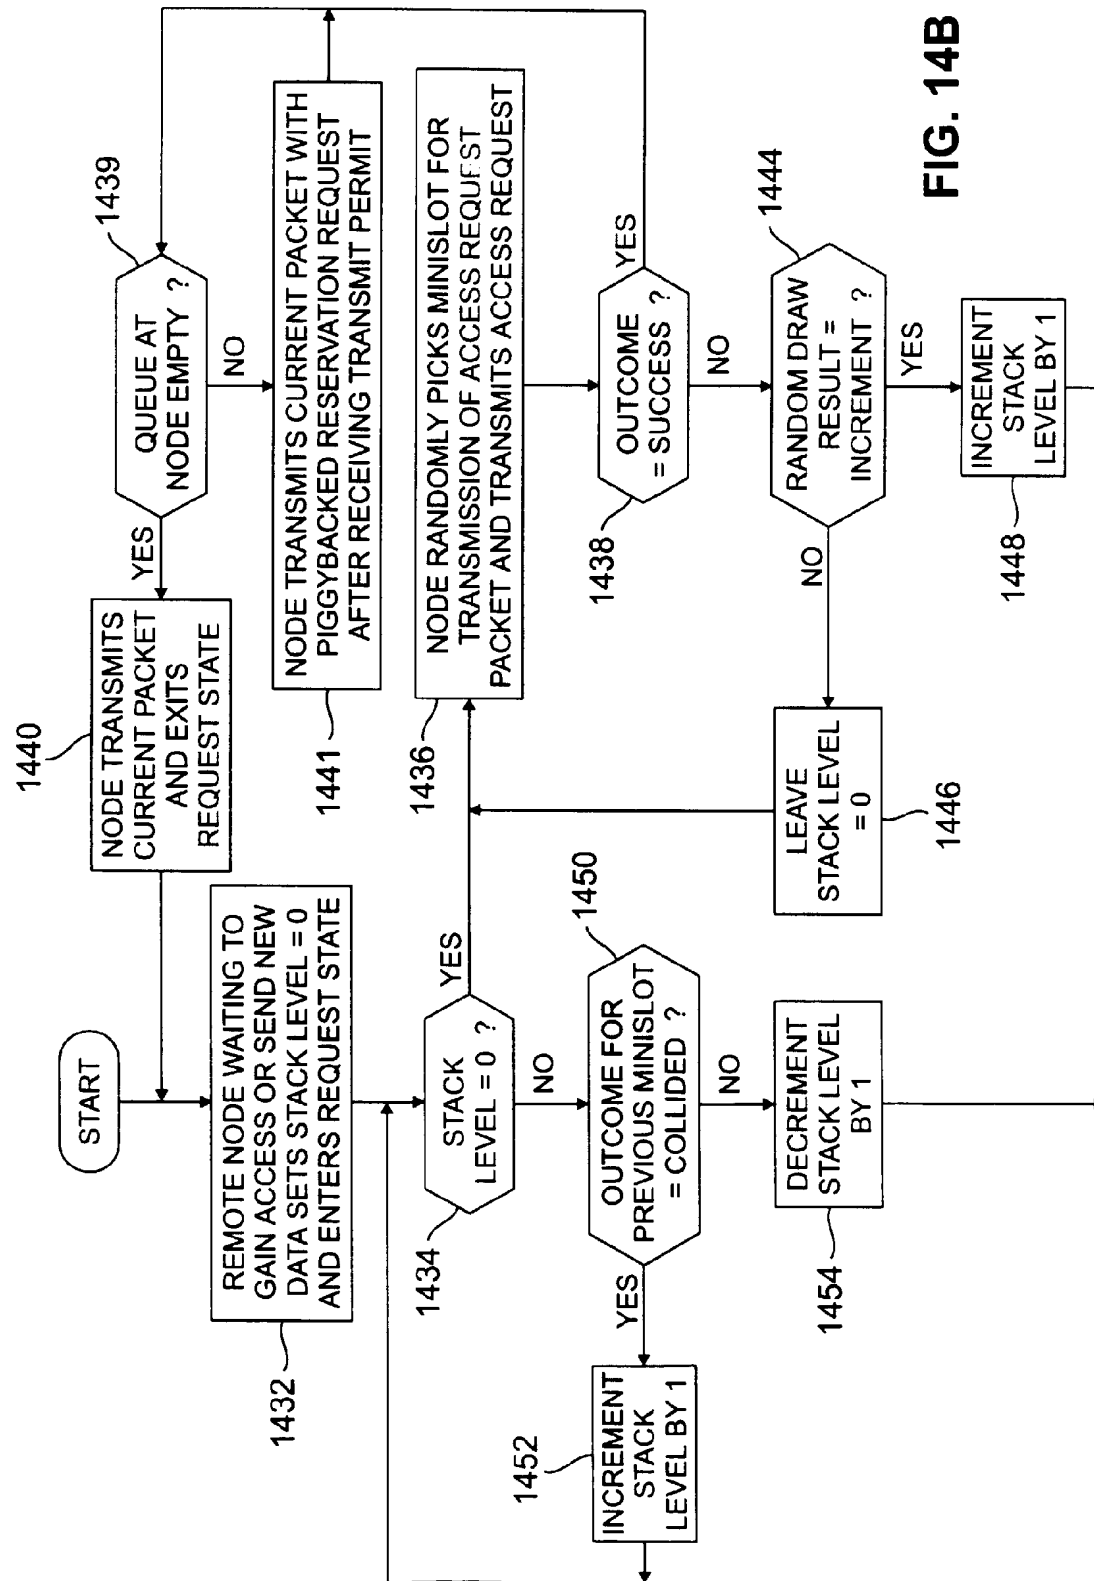 START
REMOTE NODE WAITING TO
GAIN ACCESS OR SEND NEW
DATA SETS STACK LEVEL = 0
AND ENTERS REQUEST STATE
1432
STACK
LEVEL = 0 ?
1434
YES
NO
OUTCOME FOR
PREVIOUS MINISLOT
= COLLIDED ?
1450
YES
NO
INCREMENT
STACK
LEVEL BY 1
1452
DECREMENT
STACK LEVEL
BY 1
1454
NODE TRANSMITS
CURRENT PACKET
AND EXITS
REQUEST STATE
1440
QUEUE AT
NODE EMPTY ?
1439
YES
NO
NODE TRANSMITS CURRENT PACKET WITH
PIGGYBACKED RESERVATION REQUEST
AFTER RECEIVING TRANSMIT PERMIT
1441
NODE RANDOMLY PICKS MINISLOT FOR
TRANSMISSION OF ACCESS REQUEST
PACKET AND TRANSMITS ACCESS REQUEST
1436
OUTCOME
= SUCCESS ?
1438
YES
NO
RANDOM DRAW
RESULT =
INCREMENT ?
1444
NO
YES
LEAVE
STACK LEVEL
= 0
1446
INCREMENT
STACK
LEVEL BY 1
1448
FIG. 14B